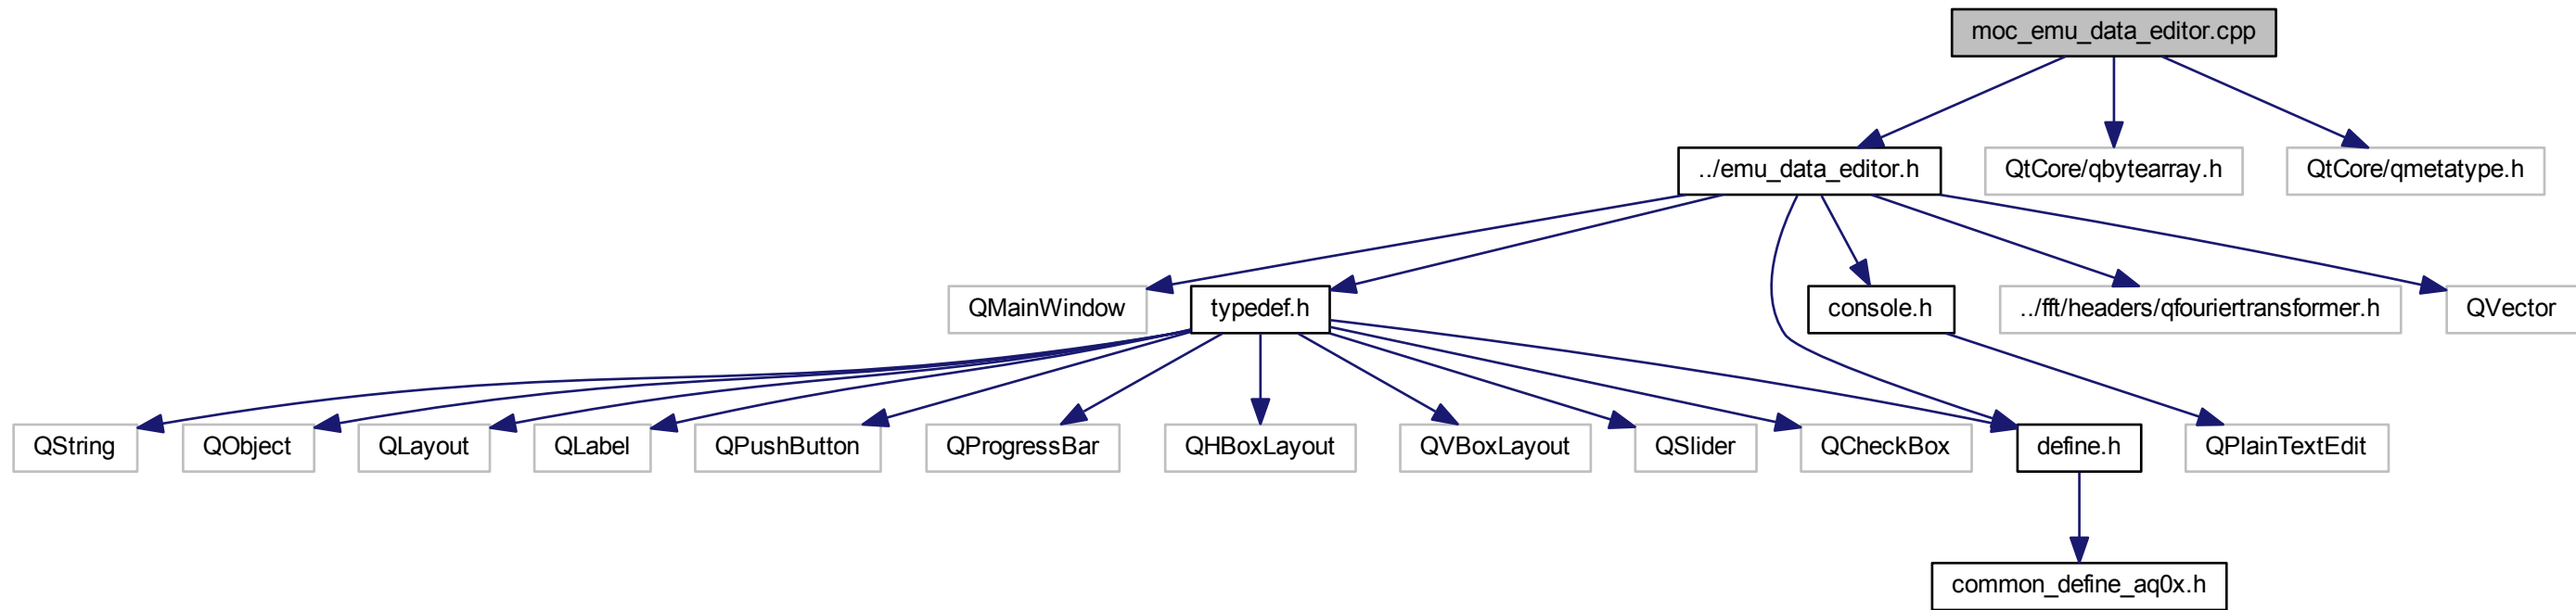 moc_emu_data_editor.cpp
../emu_data_editor.h
QtCore/qbytearray.h
QtCore/qmetatype.h
QMainWindow
typedef.h
console.h
../fft/headers/qfouriertransformer.h
QVector
QString
QObject
QLayout
QLabel
QPushButton
QProgressBar
QHBoxLayout
QVBoxLayout
QSlider
QCheckBox
define.h
QPlainTextEdit
common_define_aq0x.h